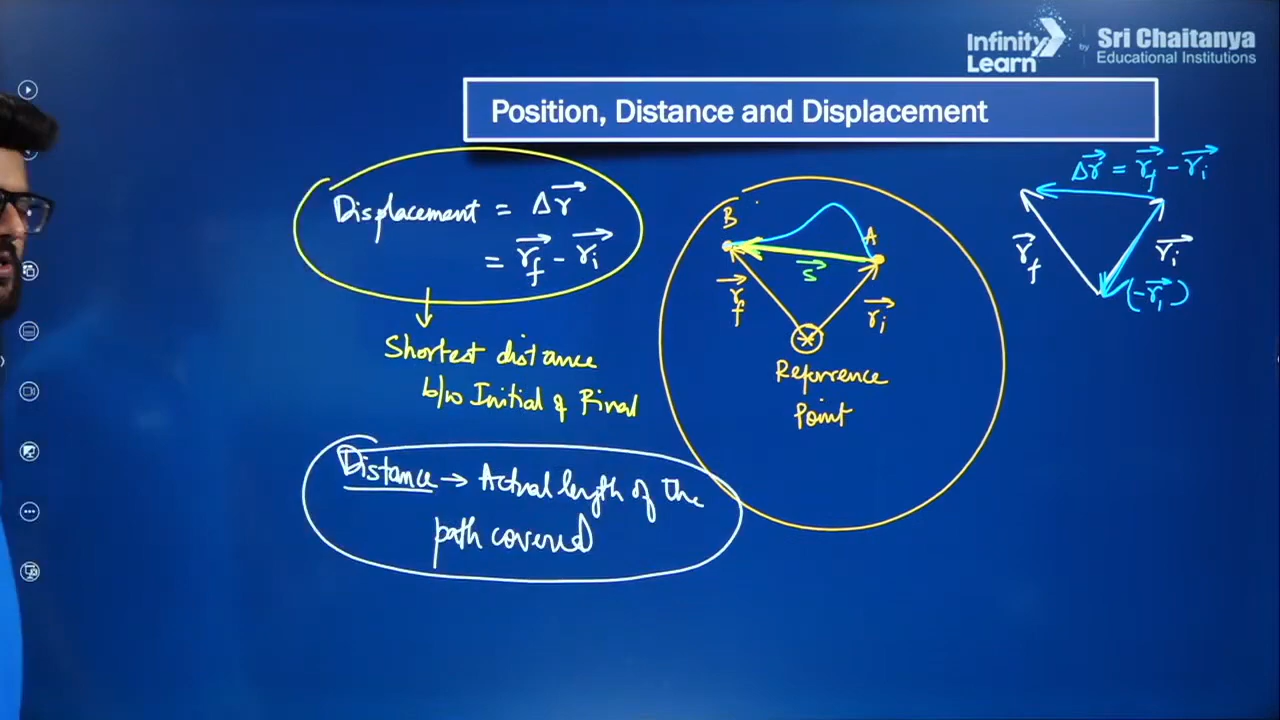 Infinity Learn by Sri Chaitanya Educational Institutions
Position, Distance and Displacement
Displacement = Δr⃗
= r⃗f - r⃗i
Shortest distance
b/w Initial & Final
Distance → Actual length of the
path covered
B
A
s⃗
r⃗f
r⃗i
Referrence
Point
Δr⃗ = r⃗f - r⃗i
r⃗f
r⃗i
(-r⃗i)